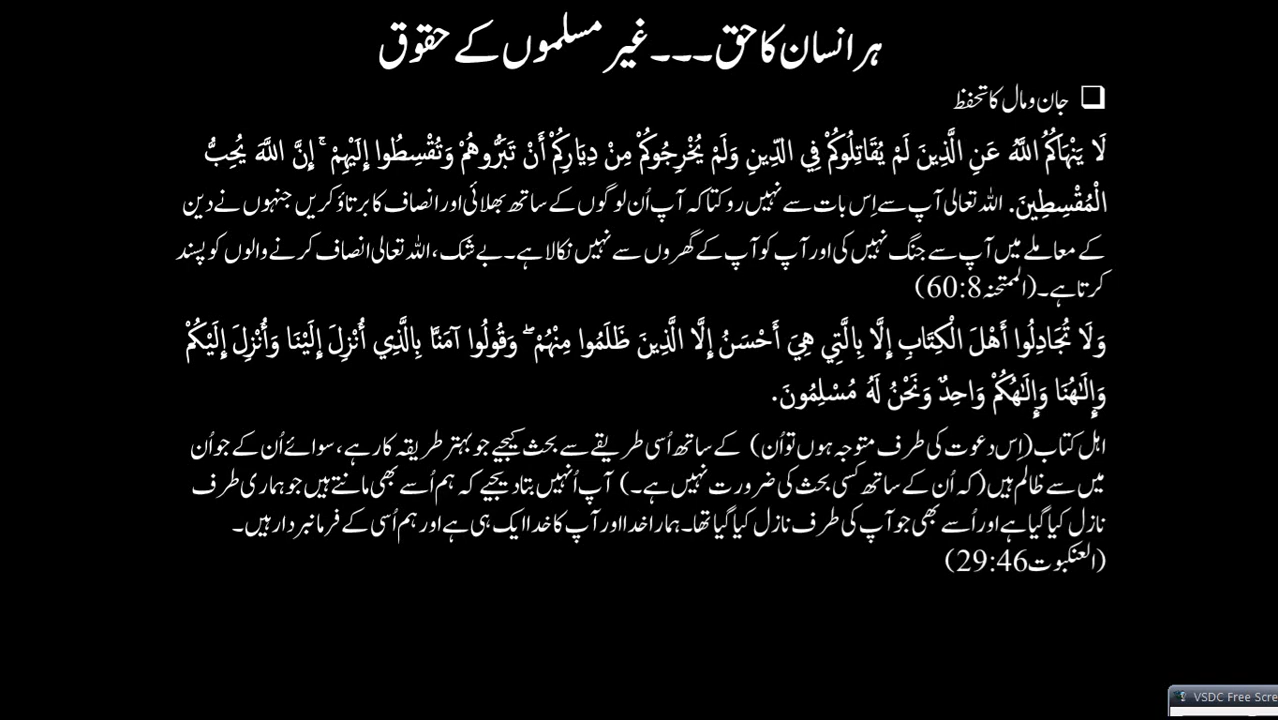 ہر انسان کا حق۔۔۔غیر مسلموں کے حقوق
❑ جان و مال کا تحفظ
لَا يَنْهَاكُمُ اللَّهُ عَنِ الَّذِينَ لَمْ يُقَاتِلُوكُمْ فِي الدِّينِ وَلَمْ يُخْرِجُوكُمْ مِنْ دِيَارِكُمْ أَنْ تَبَرُّوهُمْ وَتُقْسِطُوا إِلَيْهِمْ ۚ إِنَّ اللَّهَ يُحِبُّ
الْمُقْسِطِينَ. اللہ تعالی آپ سے اِس بات سے نہیں روکتا کہ آپ اُن لوگوں کے ساتھ بھلائی اور انصاف کا برتاؤ کریں جنہوں نے دین
کے معاملے میں آپ سے جنگ نہیں کی اور آپ کو آپ کے گھروں سے نہیں نکالا ہے۔ بے شک، اللہ تعالی انصاف کرنے والوں کو پسند
کرتا ہے۔ (الممتحنہ 60:8)
وَلَا تُجَادِلُوا أَهْلَ الْكِتَابِ إِلَّا بِالَّتِي هِيَ أَحْسَنُ إِلَّا الَّذِينَ ظَلَمُوا مِنْهُمْ ۖ وَقُولُوا آمَنَّا بِالَّذِي أُنْزِلَ إِلَيْنَا وَأُنْزِلَ إِلَيْكُمْ
وَإِلَٰهُنَا وَإِلَٰهُكُمْ وَاحِدٌ وَنَحْنُ لَهُ مُسْلِمُونَ.
اہل کتاب (اِس دعوت کی طرف متوجہ ہوں تو اُن) کے ساتھ اُسی طریقے سے بحث کیجیے جو بہتر طریقہ کار ہے، سوائے اُن کے جو اُن
میں سے ظالم ہیں (کہ اُن کے ساتھ کسی بحث کی ضرورت نہیں ہے۔) آپ اُنہیں بتا دیجیے کہ ہم اُسے بھی مانتے ہیں جو ہماری طرف
نازل کیا گیا ہے اور اُسے بھی جو آپ کی طرف نازل کیا گیا تھا۔ ہمارا خدا اور آپ کا خدا ایک ہی ہے اور ہم اُسی کے فرمانبردار ہیں۔
(العنکبوت 29:46)
VSDC Free Scre